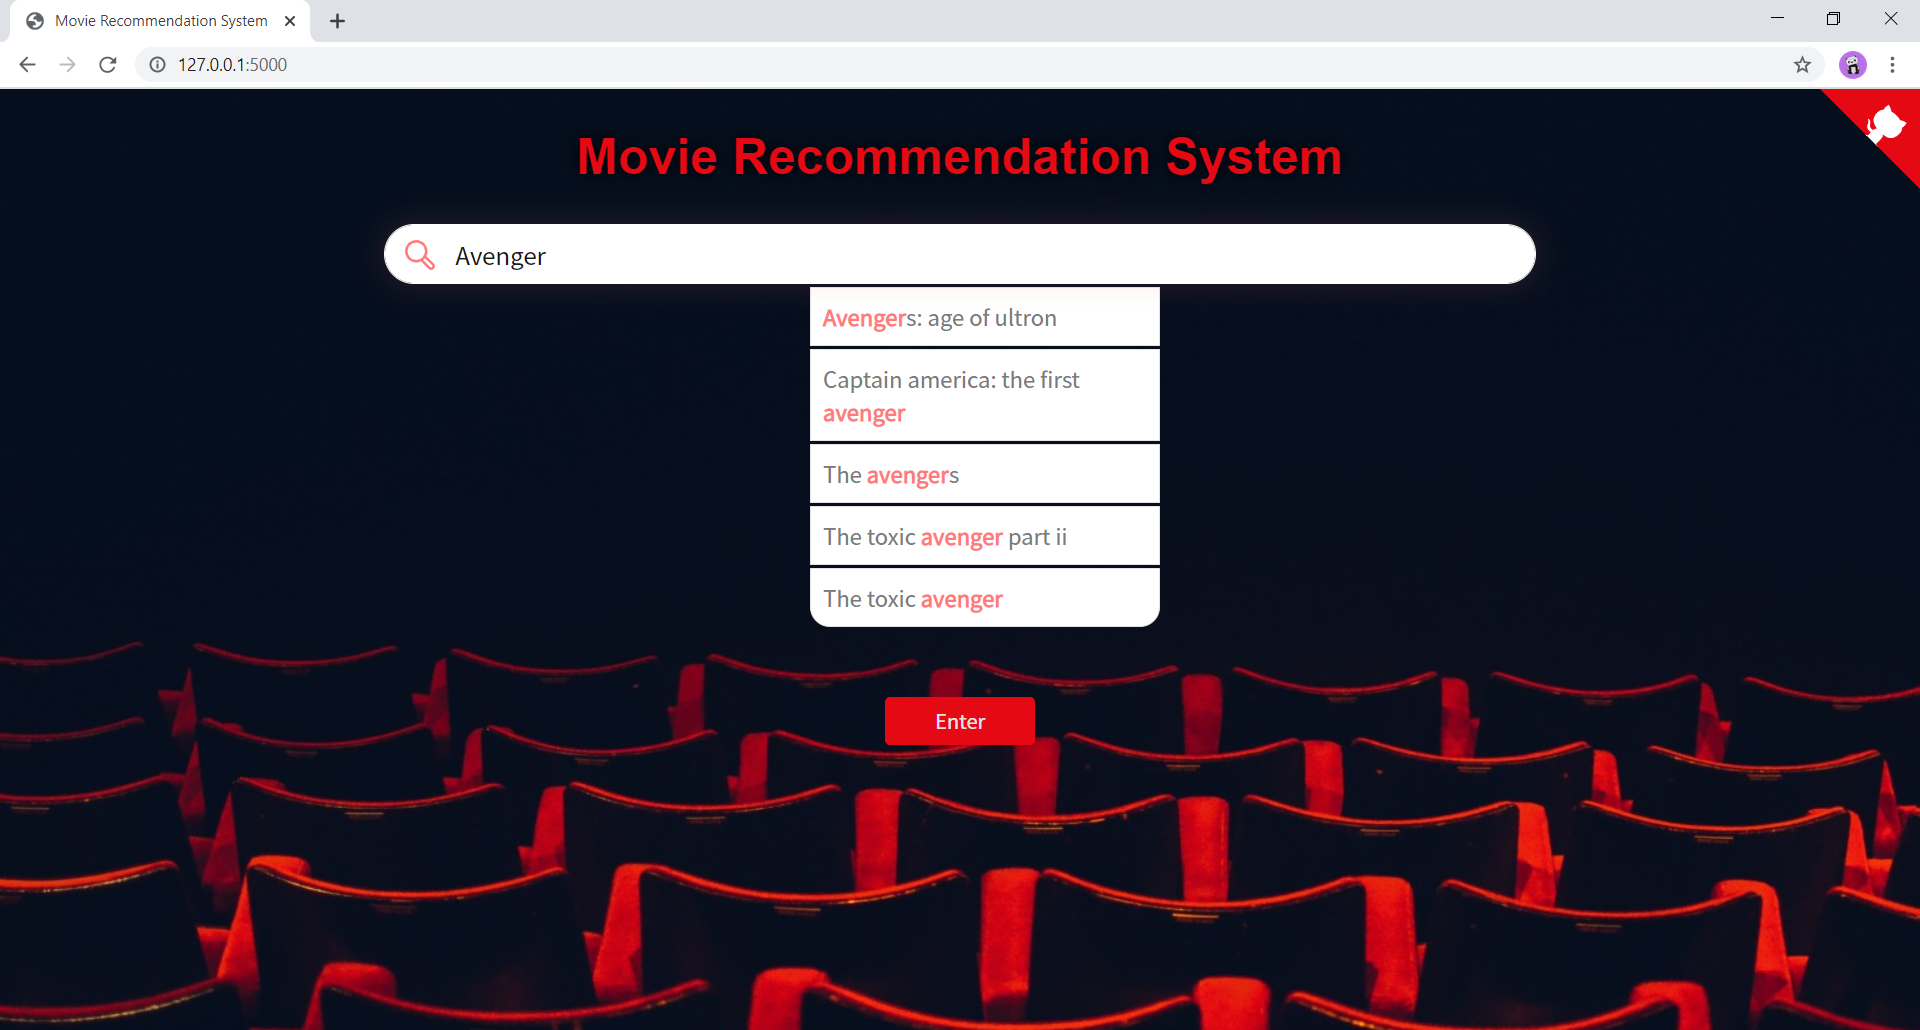 Movie Recommendation System
127.0.0.1:5000
Movie Recommendation System
Avenger
Avengers: age of ultron
Captain america: the first
avenger
The avengers
The toxic avenger part ii
The toxic avenger
Enter